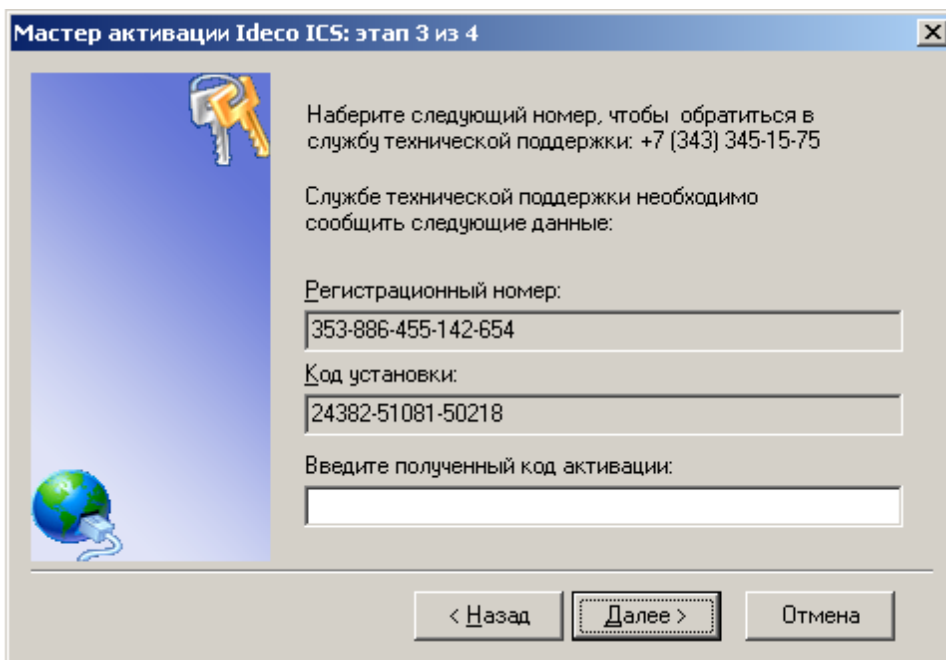 Мастер активации Ideco ICS: этап 3 из 4
Наберите следующий номер, чтобы обратиться в
службу технической поддержки: +7 (343) 345-15-75
Службе технической поддержки необходимо
сообщить следующие данные:
Регистрационный номер:
353-886-455-142-654
Код установки:
24382-51081-50218
Введите полученный код активации:
< Назад
Далее >
Отмена